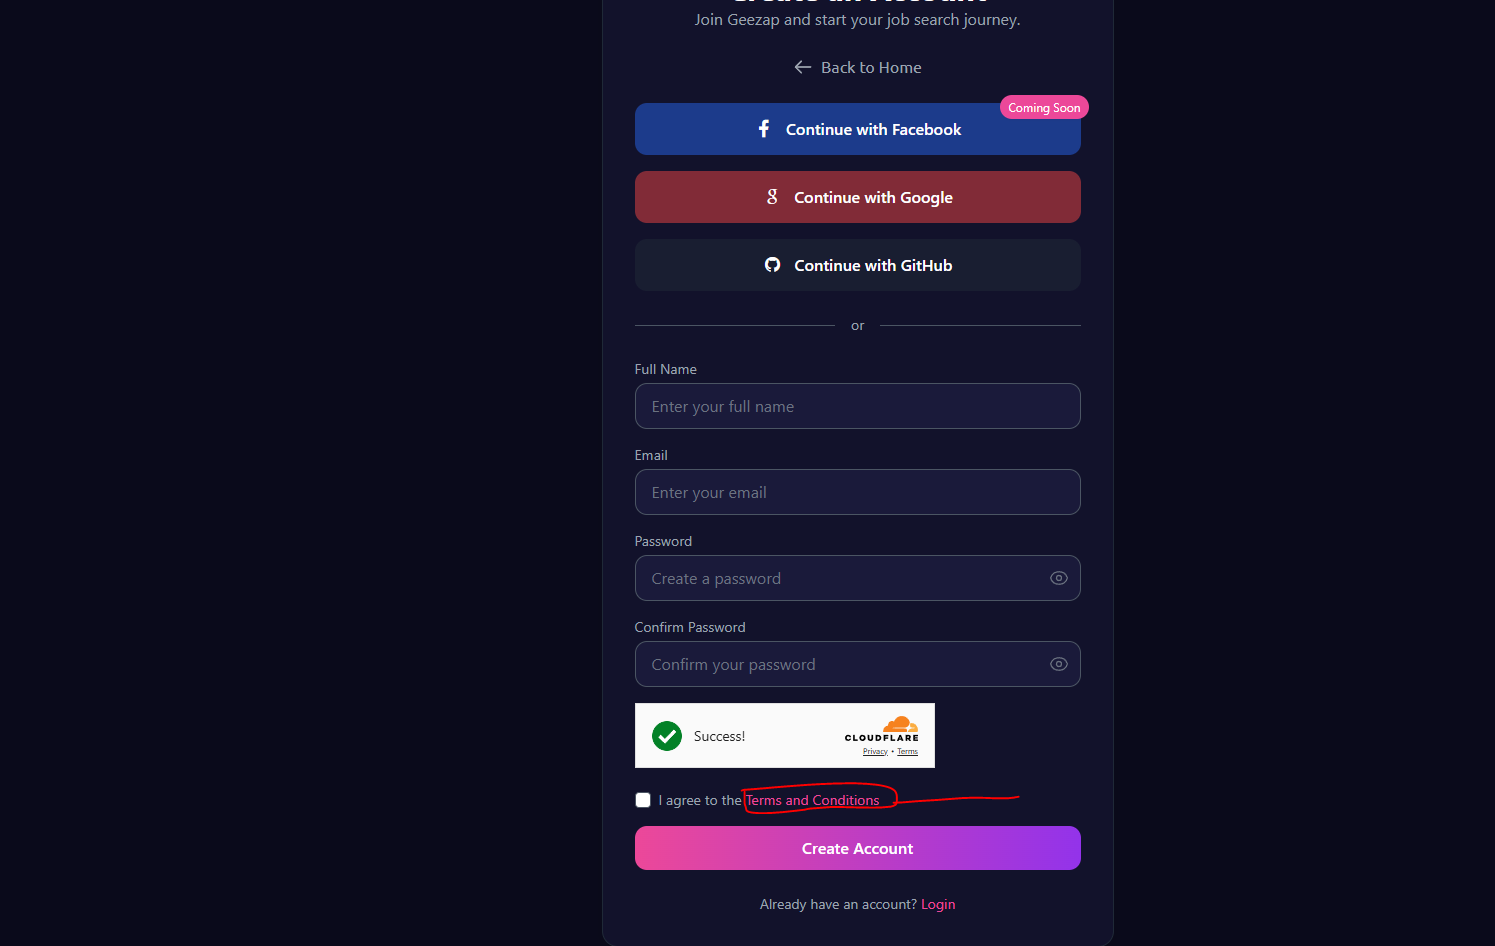 Create an Account
Join Geezap and start your job search journey.
Back to Home
Coming Soon
Continue with Facebook
Continue with Google
Continue with GitHub
or
Full Name
Enter your full name
Email
Enter your email
Password
Create a password
Confirm Password
Confirm your password
Success!
CLOUDFLARE
Privacy • Terms
I agree to the Terms and Conditions
Create Account
Already have an account? Login